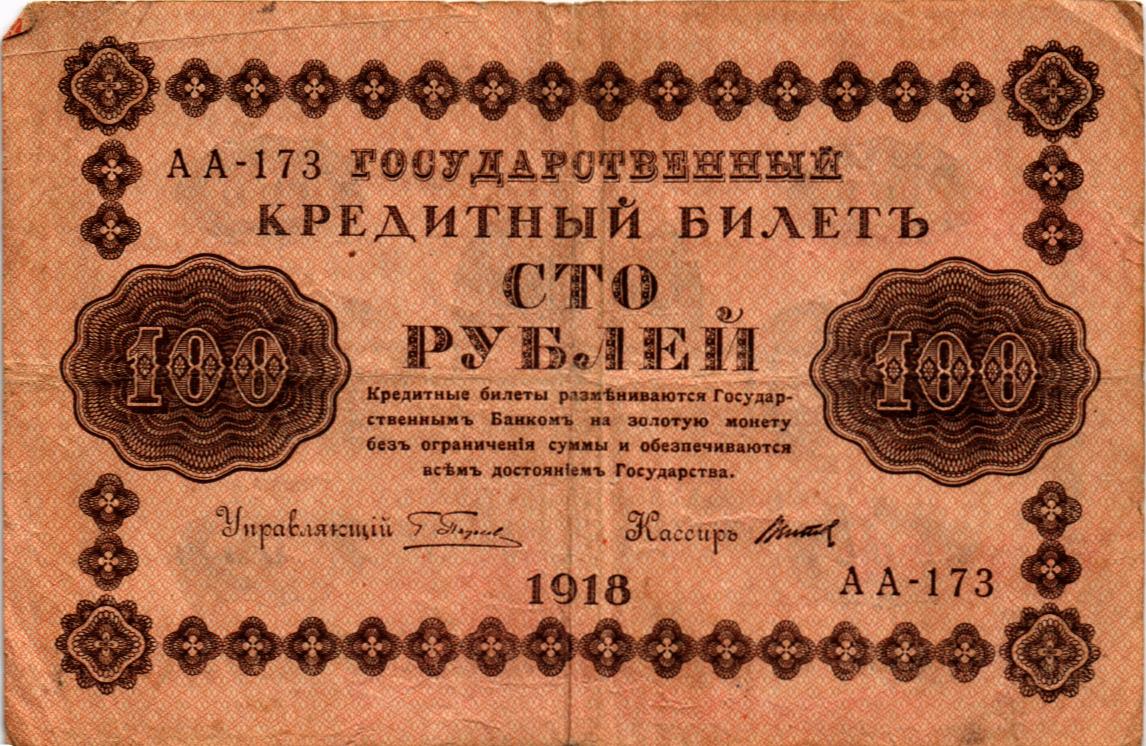 АА-173 ГОСУДАРСТВЕННЫЙ
КРЕДИТНЫЙ БИЛЕТЪ
СТО
РУБЛЕЙ
100
100
Кредитные билеты размѣниваются Государ-
ственнымъ Банкомъ на золотую монету
безъ ограниченія суммы и обезпечиваются
всѣмъ достояніемъ Государства.
Управляющій
Кассиръ
1918
АА-173